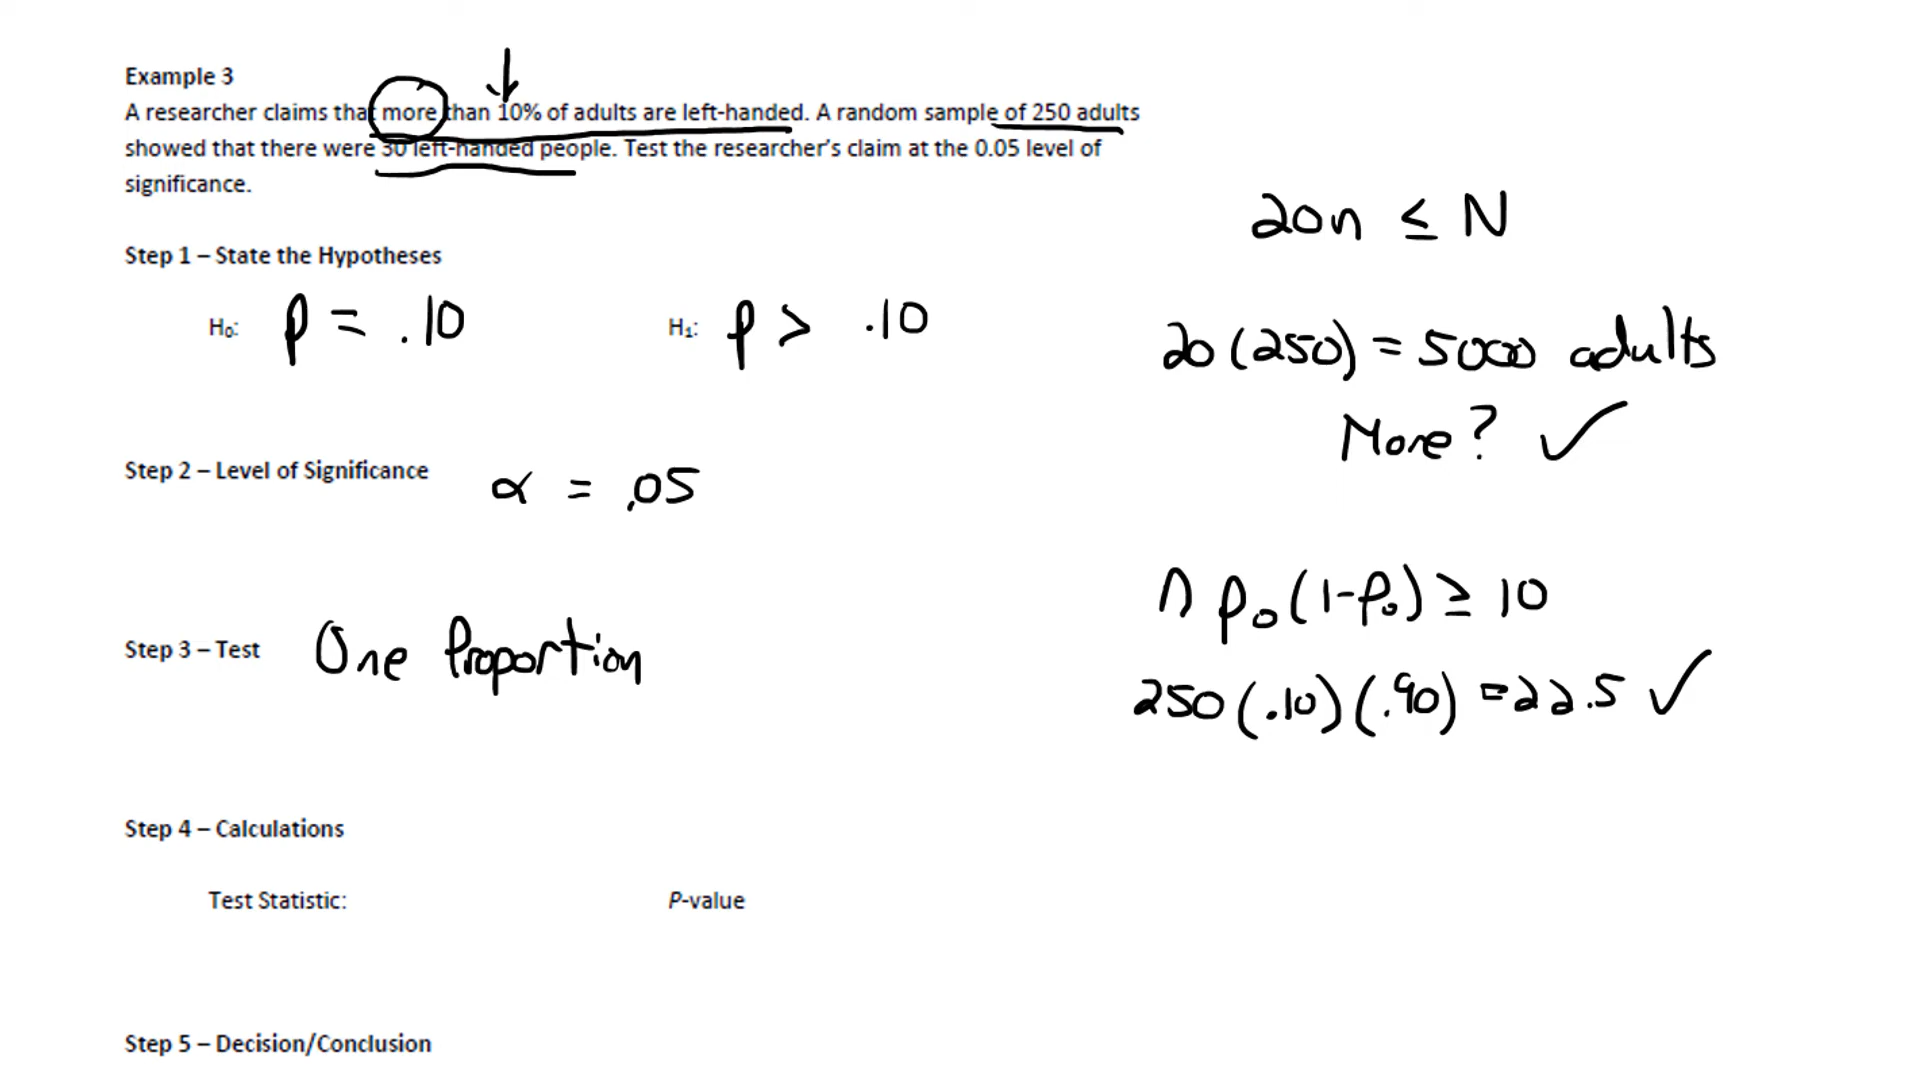 Example 3
A researcher claims that more than 10% of adults are left-handed. A random sample of 250 adults
showed that there were 30 left-handed people. Test the researcher's claim at the 0.05 level of
significance.
20n ≤ N
Step 1 – State the Hypotheses
H₀: p = .10 H₁: p > .10
20(250) = 5000 adults
More? ✓
Step 2 – Level of Significance α = .05
n p₀(1-p₀) ≥ 10
Step 3 – Test One Proportion
250(.10)(.90) = 22.5 ✓
Step 4 – Calculations
Test Statistic: P-value
Step 5 – Decision/Conclusion